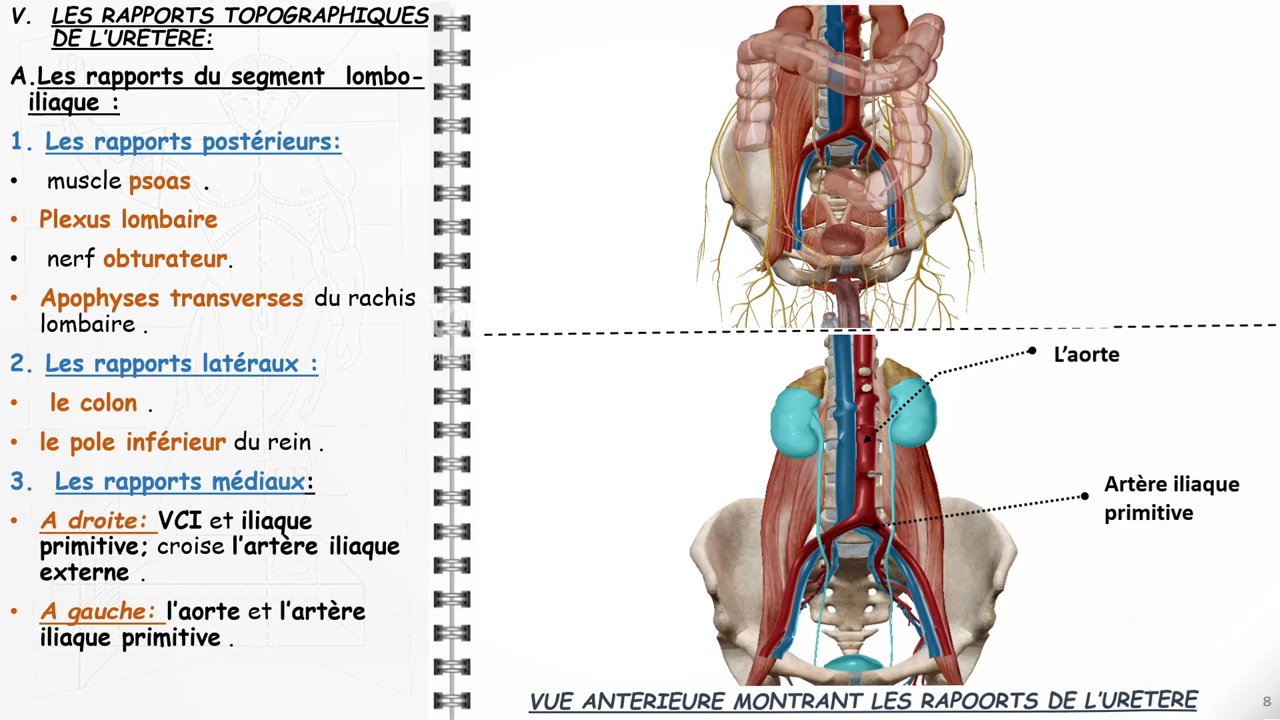 V. LES RAPPORTS TOPOGRAPHIQUES
DE L'URETERE:
A.Les rapports du segment lombo-
iliaque :
1. Les rapports postérieurs:
• muscle psoas .
• Plexus lombaire
• nerf obturateur.
• Apophyses transverses du rachis
lombaire .
2. Les rapports latéraux :
• le colon .
• le pole inférieur du rein .
3. Les rapports médiaux:
• A droite: VCI et iliaque
primitive; croise l'artère iliaque
externe .
• A gauche: l'aorte et l'artère
iliaque primitive .
L'aorte
Artère iliaque
primitive
VUE ANTERIEURE MONTRANT LES RAPOORTS DE L'URETERE
8